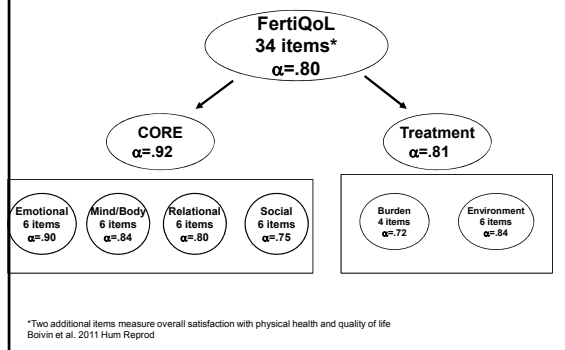 FertiQoL
34 items*
α=.80
CORE
α=.92
Treatment
α=.81
Emotional
6 items
α=.90
Mind/Body
6 items
α=.84
Relational
6 items
α=.80
Social
6 items
α=.75
Burden
4 items
α=.72
Environment
6 items
α=.84
*Two additional items measure overall satisfaction with physical health and quality of life
Boivin et al. 2011 Hum Reprod